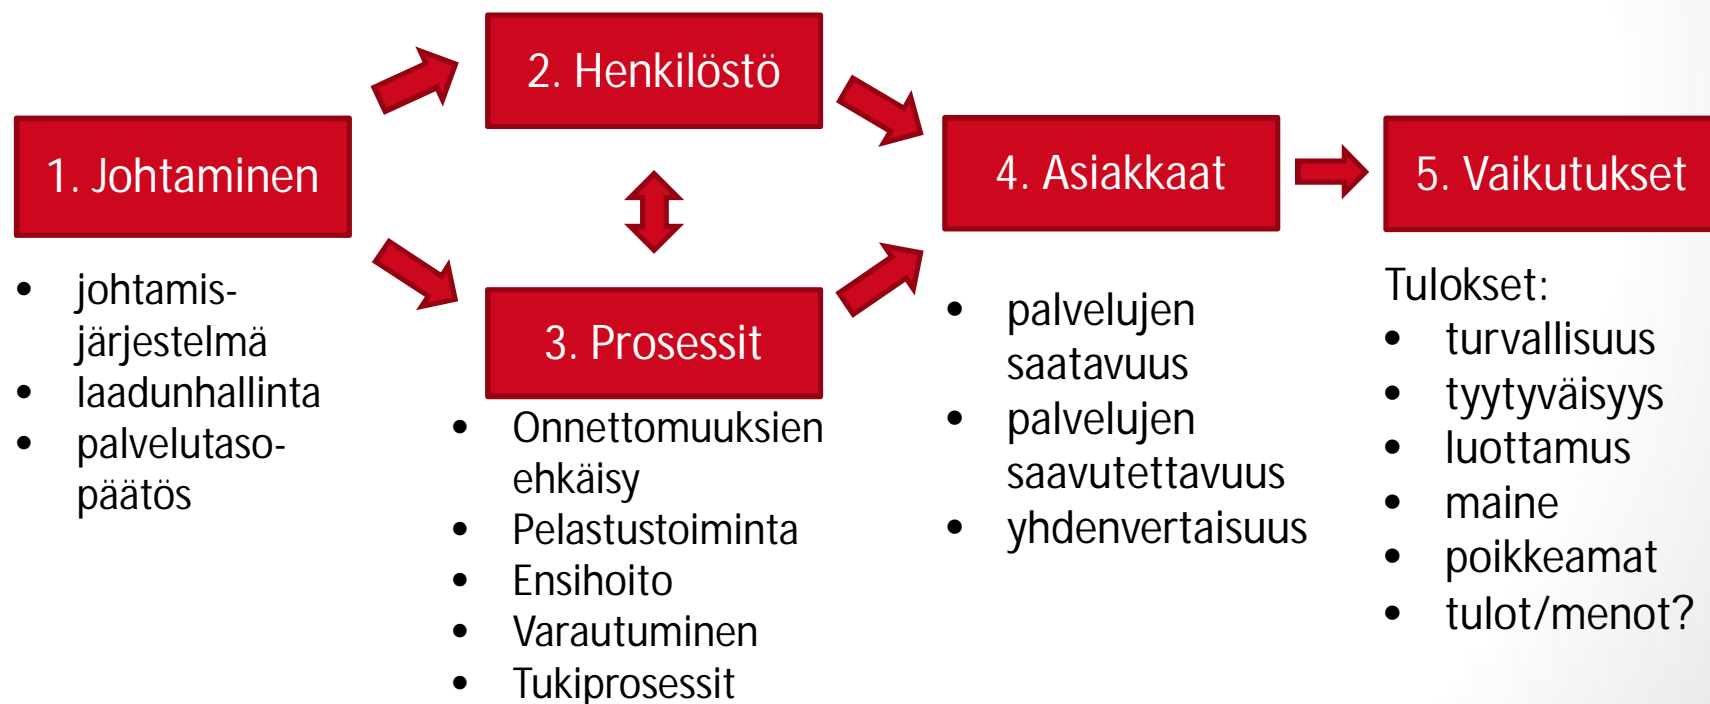 1. Johtaminen
• johtamis-
järjestelmä
• laadunhallinta
• palvelutaso-
päätös
2. Henkilöstö
3. Prosessit
• Onnettomuuksien
ehkäisy
• Pelastustoiminta
• Ensihoito
• Varautuminen
• Tukiprosessit
4. Asiakkaat
• palvelujen
saatavuus
• palvelujen
saavutettavuus
• yhdenvertaisuus
5. Vaikutukset
Tulokset:
• turvallisuus
• tyytyväisyys
• luottamus
• maine
• poikkeamat
• tulot/menot?